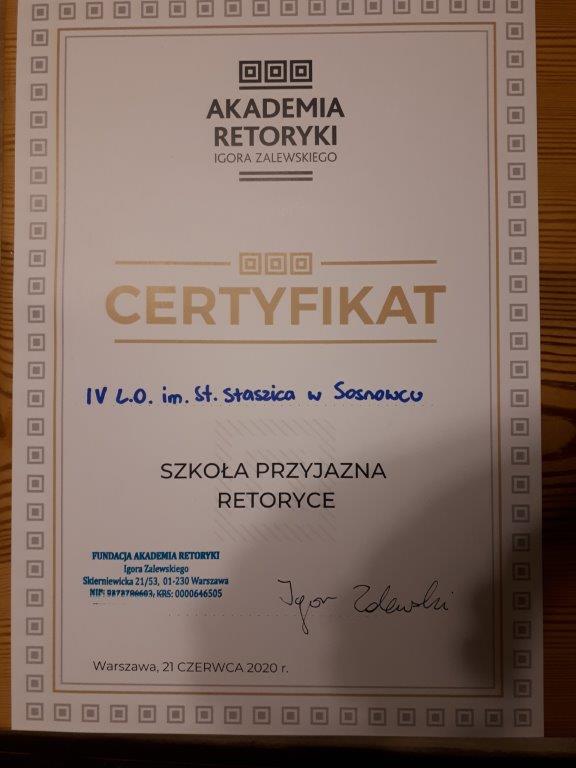 AKADEMIA
RETORYKI
IGORA ZALEWSKIEGO
CERTYFIKAT
IV L.O. im. St. Staszica w Sosnowcu
SZKOŁA PRZYJAZNA
RETORYCE
FUNDACJA AKADEMIA RETORYKI
Igora Zalewskiego
Skierniewicka 21/53, 01-230 Warszawa
NIP: KRS: 0000646505
Igor Zalewski
Warszawa, 21 CZERWCA 2020 r.